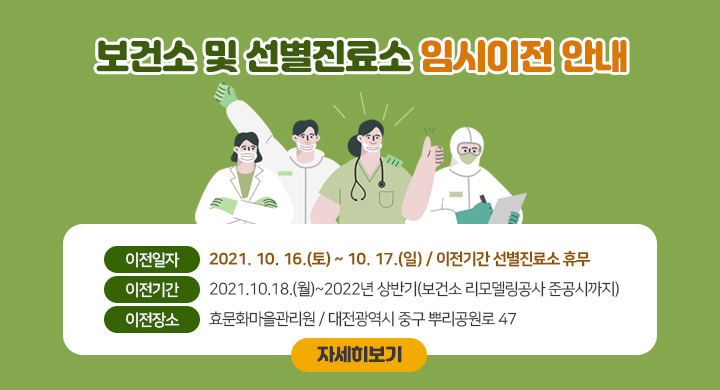 보건소 및 선별진료소 임시이전 안내
이전일자 2021. 10. 16.(토) ~ 10. 17.(일) / 이전기간 선별진료소 휴무
이전기간 2021.10.18.(월)~2022년 상반기(보건소 리모델링공사 준공시까지)
이전장소 효문화마을관리원 / 대전광역시 중구 뿌리공원로 47
자세히보기